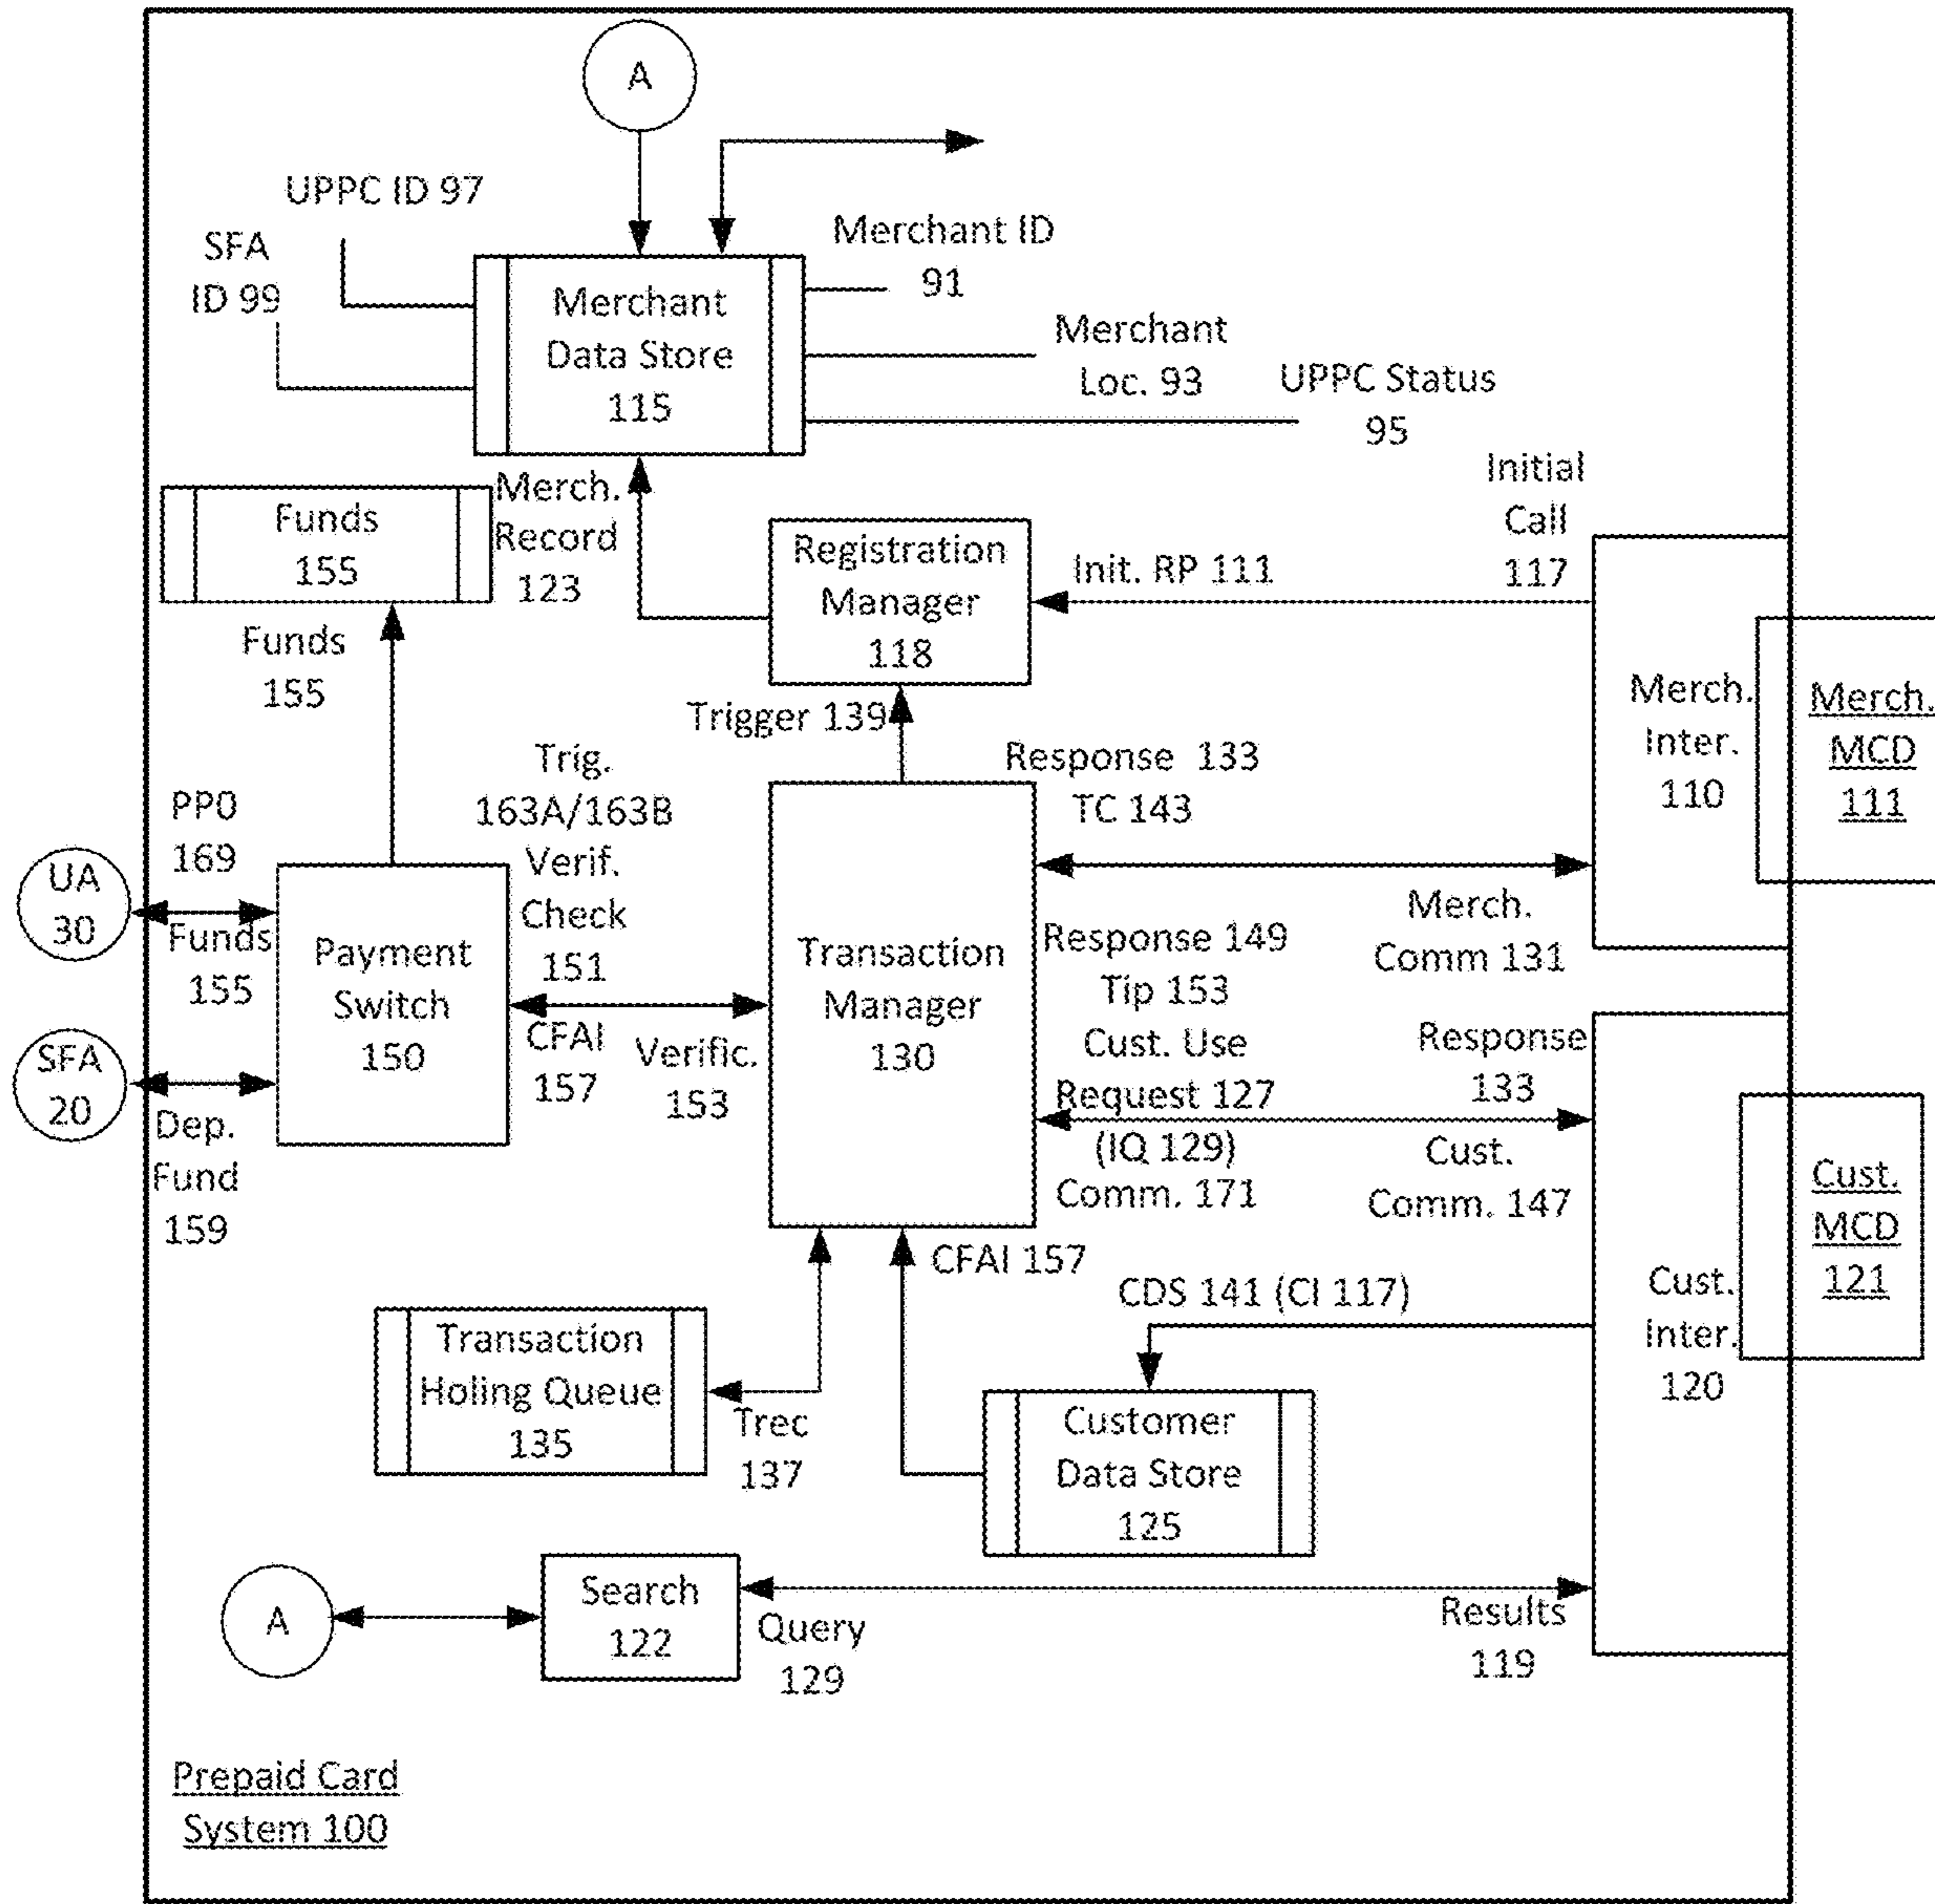 A
UPPC ID 97
SFA
ID 99
Merchant
Data Store
115
Merchant ID
91
Merchant
Loc. 93
UPPC Status
95
Funds
155
Merch.
Record
123
Funds
155
Registration
Manager
118
Init. RP 111
Initial
Call
117
Merch.
Inter.
110
Merch.
MCD
111
Trigger 139
Response 133
TC 143
Trig.
163A/163B
Verif.
Check
151
PP0
169
UA
30
Funds
155
Payment
Switch
150
CFAI
157
Verific.
153
Transaction
Manager
130
Merch.
Comm 131
Response 149
Tip 153
Cust. Use
Request 127
(IQ 129)
Comm. 171
Response
133
Cust.
Comm. 147
SFA
20
Dep.
Fund
159
Cust.
MCD
121
Cust.
Inter.
120
CFAI 157
CDS 141 (CI 117)
Transaction
Holing Queue
135
Trec
137
Customer
Data Store
125
A
Search
122
Query
129
Results
119
Prepaid Card
System 100